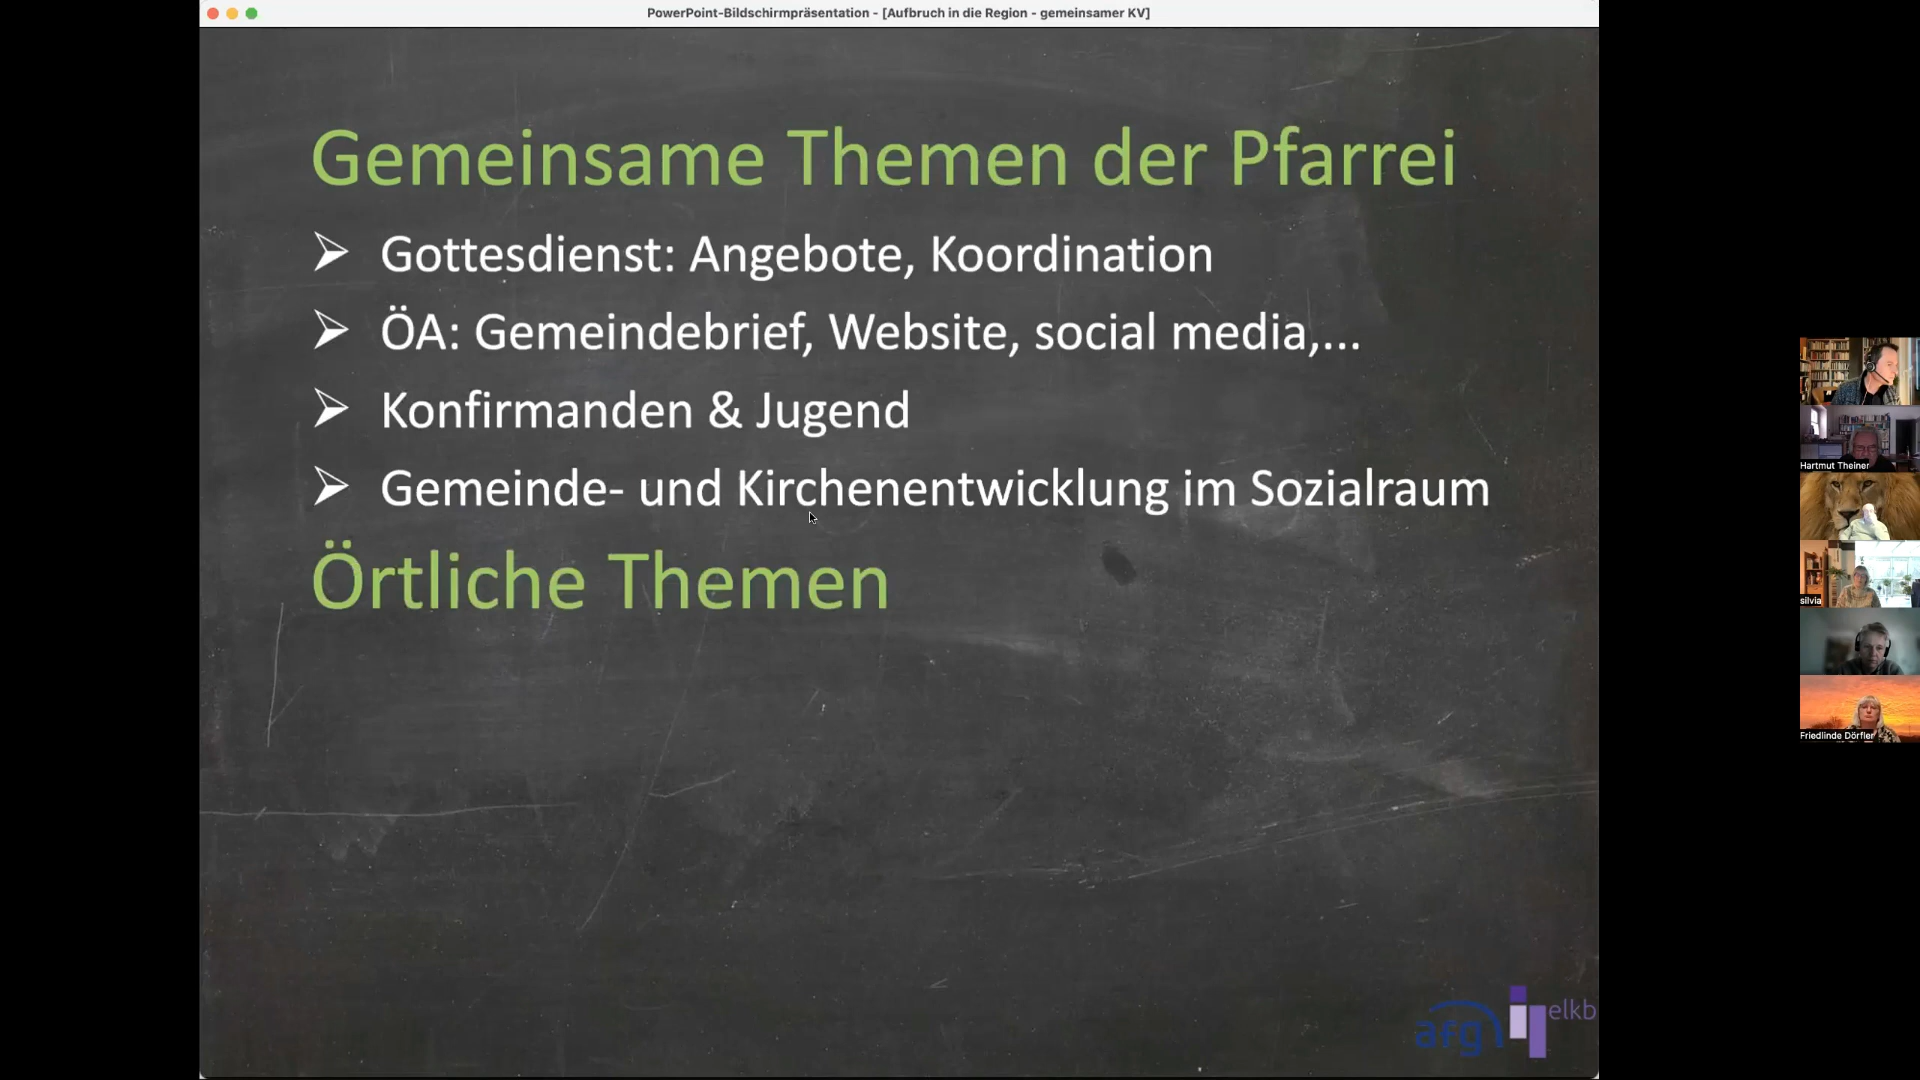 PowerPoint-Bildschirmpräsentation - [Aufbruch in die Region - gemeinsamer KV]
Gemeinsame Themen der Pfarrei
Gottesdienst: Angebote, Koordination
ÖA: Gemeindebrief, Website, social media,...
Konfirmanden & Jugend
Gemeinde- und Kirchenentwicklung im Sozialraum
Örtliche Themen
afg elkb
Hartmut Theiner
silvia
Friedlinde Dörfler